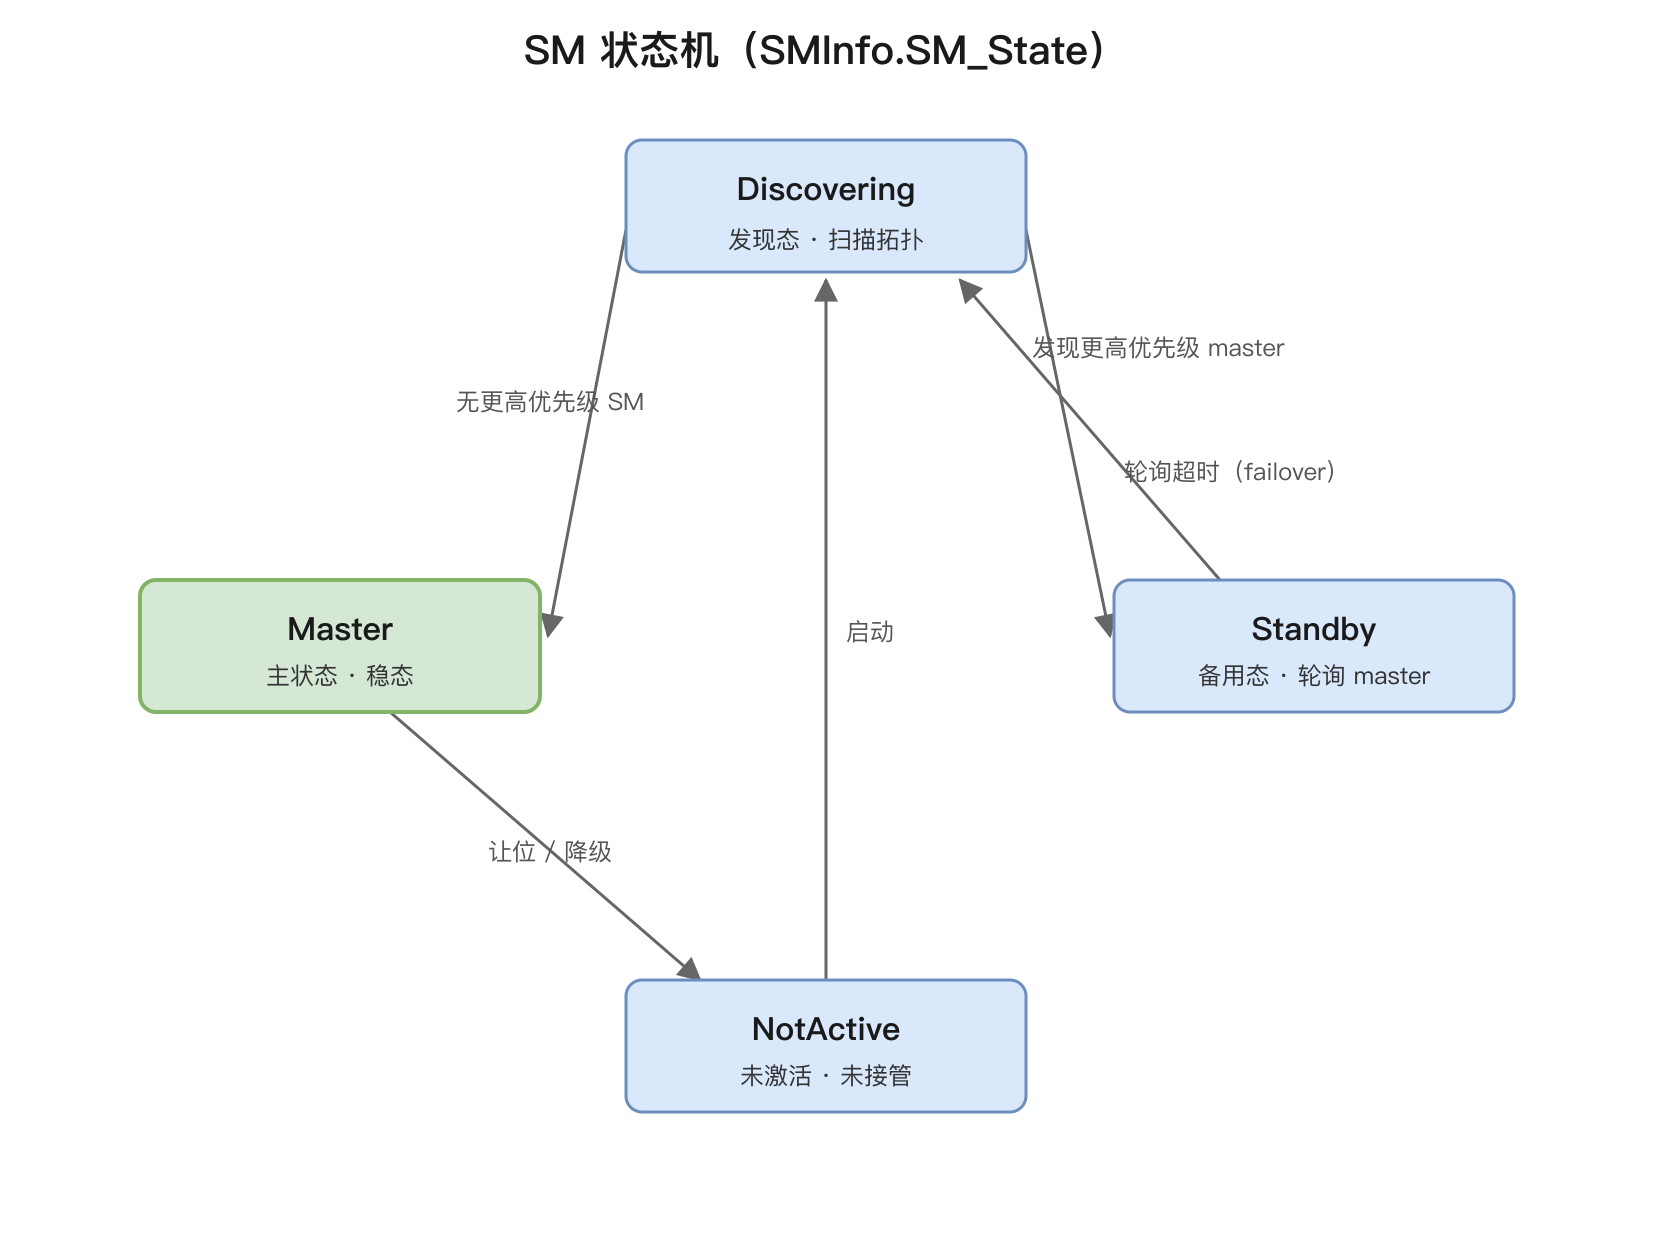 SM 状态机（SMInfo.SM_State）
Discovering
发现态 · 扫描拓扑
发现更高优先级 master
无更高优先级 SM
轮询超时（failover）
启动
Master
主状态 · 稳态
Standby
备用态 · 轮询 master
让位 / 降级
NotActive
未激活 · 未接管